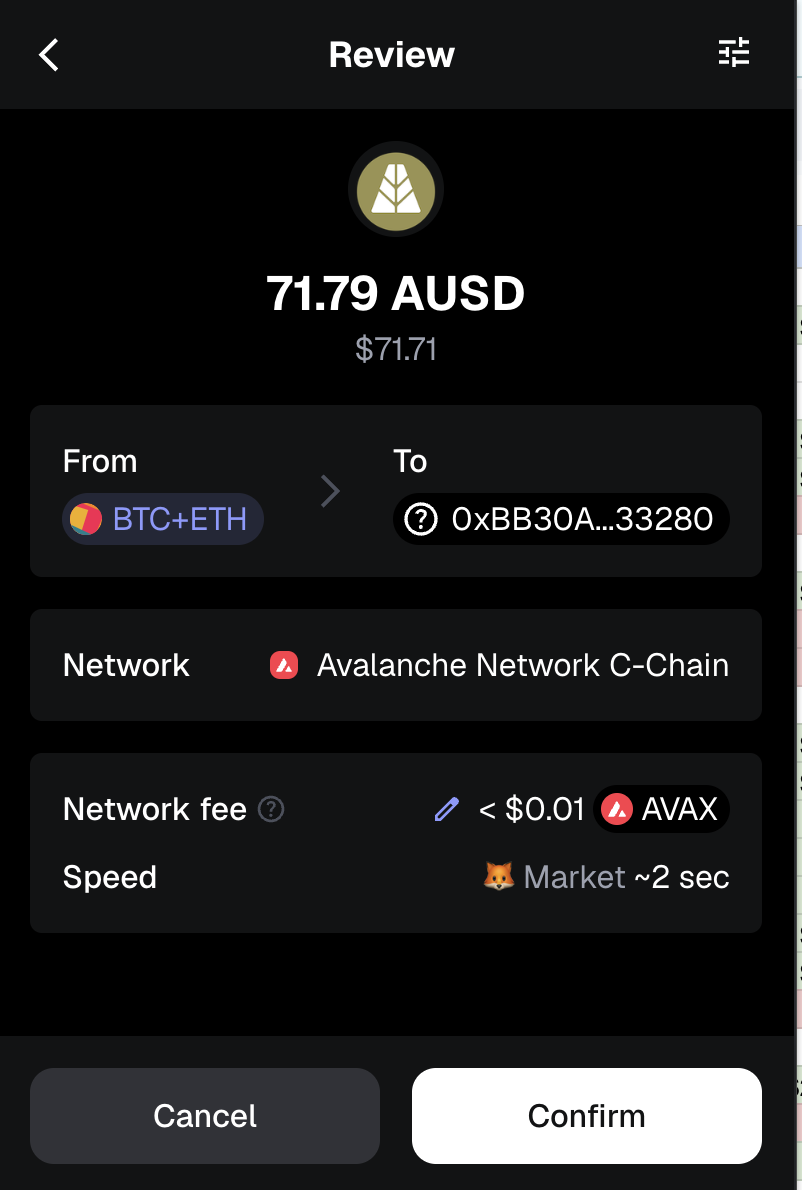 Review
71.79 AUSD
$71.71
From
To
BTC+ETH
0xBB30A...33280
Network
Avalanche Network C-Chain
Network fee
< $0.01
AVAX
Speed
Market ~2 sec
Cancel
Confirm